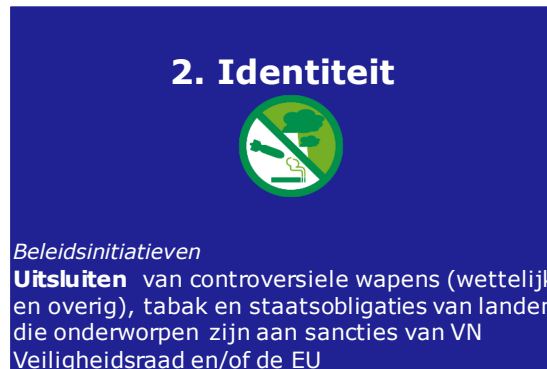 2. Identiteit
Beleidsinitiatieven
Uitsluiten van controversiele wapens (wettelijk
en overig), tabak en staatsobligaties van landen
die onderworpen zijn aan sancties van VN
Veiligheidsraad en/of de EU